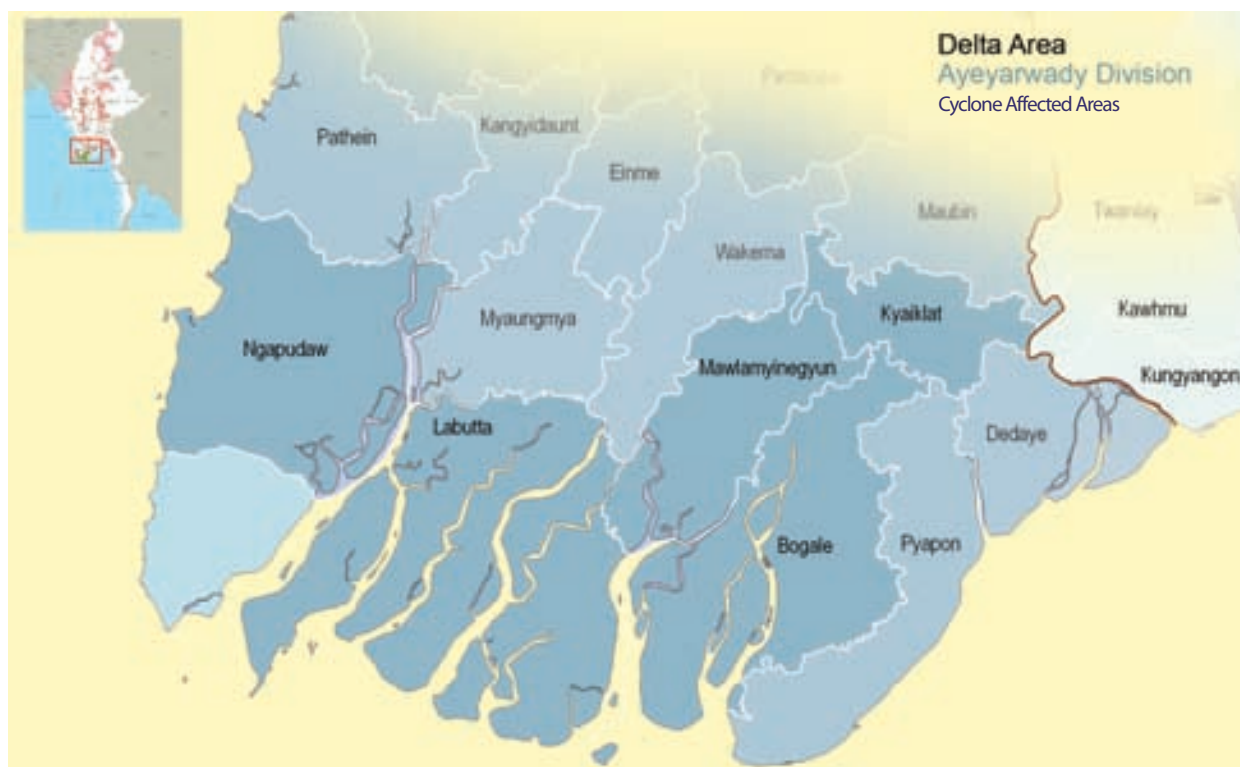 Delta Area
Ayeyarwady Division
Cyclone Affected Areas
Pathein
Kangyidaunt
Einme
Maubin
Wakema
Kawhmu
Kyaiklat
Myaungmya
Ngapudaw
Mawlamyinegyun
Kungyangon
Labutta
Dedaye
Bogale
Pyapon